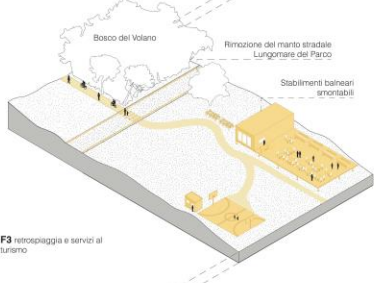 Bosco del Volano
Rimozione del manto stradale
Lungomare del Parco
Stabilimenti balneari
smontabili
F3 retrospiaggia e servizi al
turismo